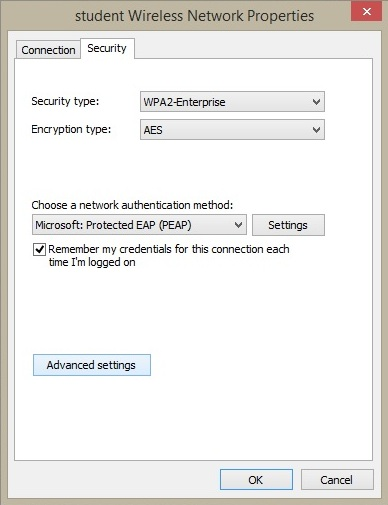 student Wireless Network Properties
Connection
Security
Security type:
WPA2-Enterprise
Encryption type:
AES
Choose a network authentication method:
Microsoft: Protected EAP (PEAP)
Settings
Remember my credentials for this connection each
time I'm logged on
Advanced settings
OK
Cancel